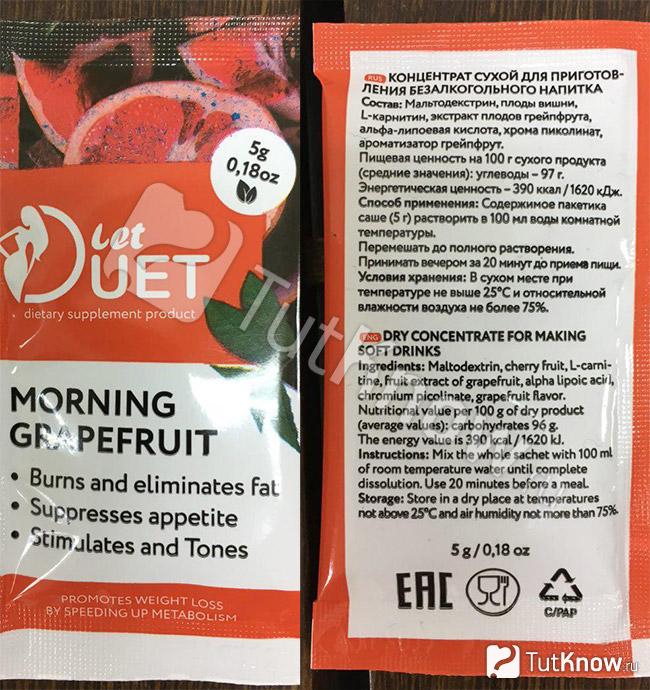 5g
0,18oz
Diet
DUET
dietary supplement product
MORNING
GRAPEFRUIT
• Burns and eliminates fat
• Suppresses appetite
• Stimulates and Tones
PROMOTES WEIGHT LOSS
BY SPEEDING UP METABOLISM
RUS КОНЦЕНТРАТ СУХОЙ ДЛЯ ПРИГОТОВ-
ЛЕНИЯ БЕЗАЛКОГОЛЬНОГО НАПИТКА
Состав: Мальтодекстрин, плоды вишни,
L-карнитин, экстракт плодов грейпфрута,
альфа-липоевая кислота, хрома пиколинат,
ароматизатор грейпфрут.
Пищевая ценность на 100 г сухого продукта
(средние значения): углеводы – 97 г.
Энергетическая ценность – 390 ккал / 1620 кДж.
Способ применения: Содержимое пакетика
саше (5 г) растворить в 100 мл воды комнатной
температуры.
Перемешать до полного растворения.
Принимать вечером за 20 минут до приема пищи.
Условия хранения: В сухом месте при
температуре не выше 25°С и относительной
влажности воздуха не более 75%.
ENG DRY CONCENTRATE FOR MAKING
SOFT DRINKS
Ingredients: Maltodextrin, cherry fruit, L-carni-
tine, fruit extract of grapefruit, alpha lipoic acid,
chromium picolinate, grapefruit flavor.
Nutritional value per 100 g of dry product
(average values): carbohydrates 96 g.
The energy value is 390 kcal / 1620 kJ.
Instructions: Mix the whole sachet with 100 ml
of room temperature water until complete
dissolution. Use 20 minutes before a meal.
Storage: Store in a dry place at temperatures
not above 25°C and air humidity not more than 75%.
5 g / 0,18 oz
EAC
C/PAP
TutKnow.ru
TutKnow.ru